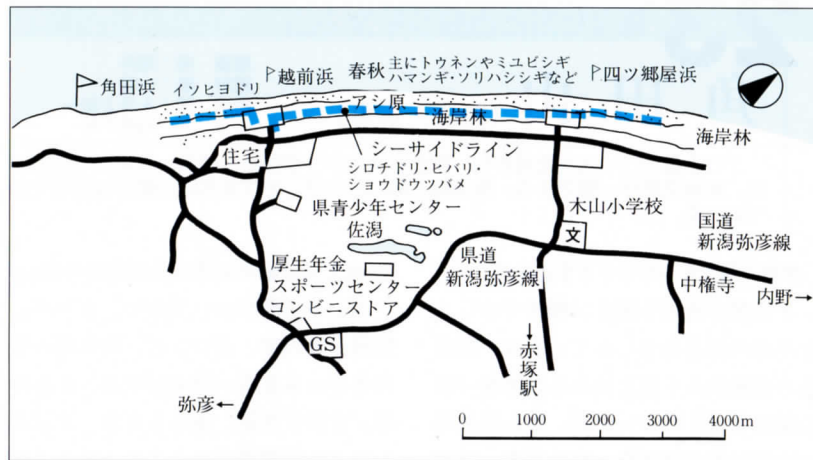 角田浜
イソヒヨドリ
越前浜
春秋
主にトウネンやミユビシギ
ハマシギ・ソリハシシギなど
四ツ郷屋浜
アシ原
海岸林
海岸林
住宅
シーサイドライン
シロチドリ・ヒバリ・
ショウドウツバメ
県青少年センター
佐潟
木山小学校
文
国道
新潟弥彦線
県道
新潟弥彦線
厚生年金
スポーツセンター
コンビニストア
中権寺
内野→
GS
→赤塚駅
弥彦←
0 1000 2000 3000 4000m